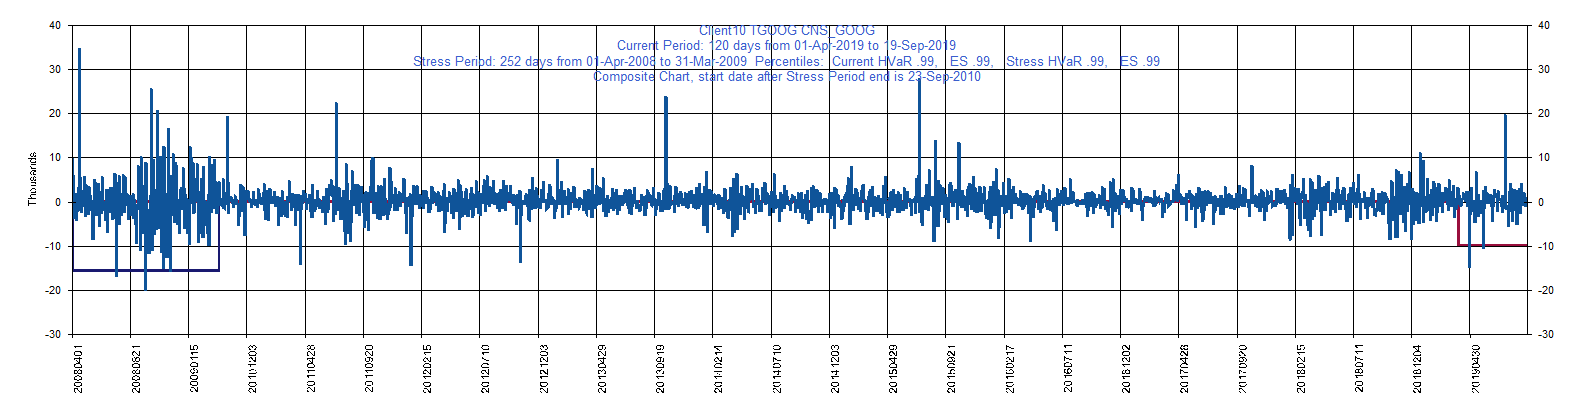 Client10 TGOOG CNS_GOOG
Current Period: 120 days from 01-Apr-2019 to 19-Sep-2019
Stress Period: 252 days from 01-Apr-2008 to 31-Mar-2009 Percentiles: Current HVaR .99, ES .99, Stress HVaR .99, ES .99
Composite Chart, start date after Stress Period end is 23-Sep-2010
Thousands
40 40
30 30
20 20
10 10
0 0
-10 -10
-20 -20
-30 -30
20080401 20080821 20090115 20101203 20110428 20110920 20120215 20120710 20121203 20130429 20130919 20140214 20140710 20141203 20150429 20150921 20160217 20160711 20161202 20170426 20170920 20180215 20180711 20181204 20190430